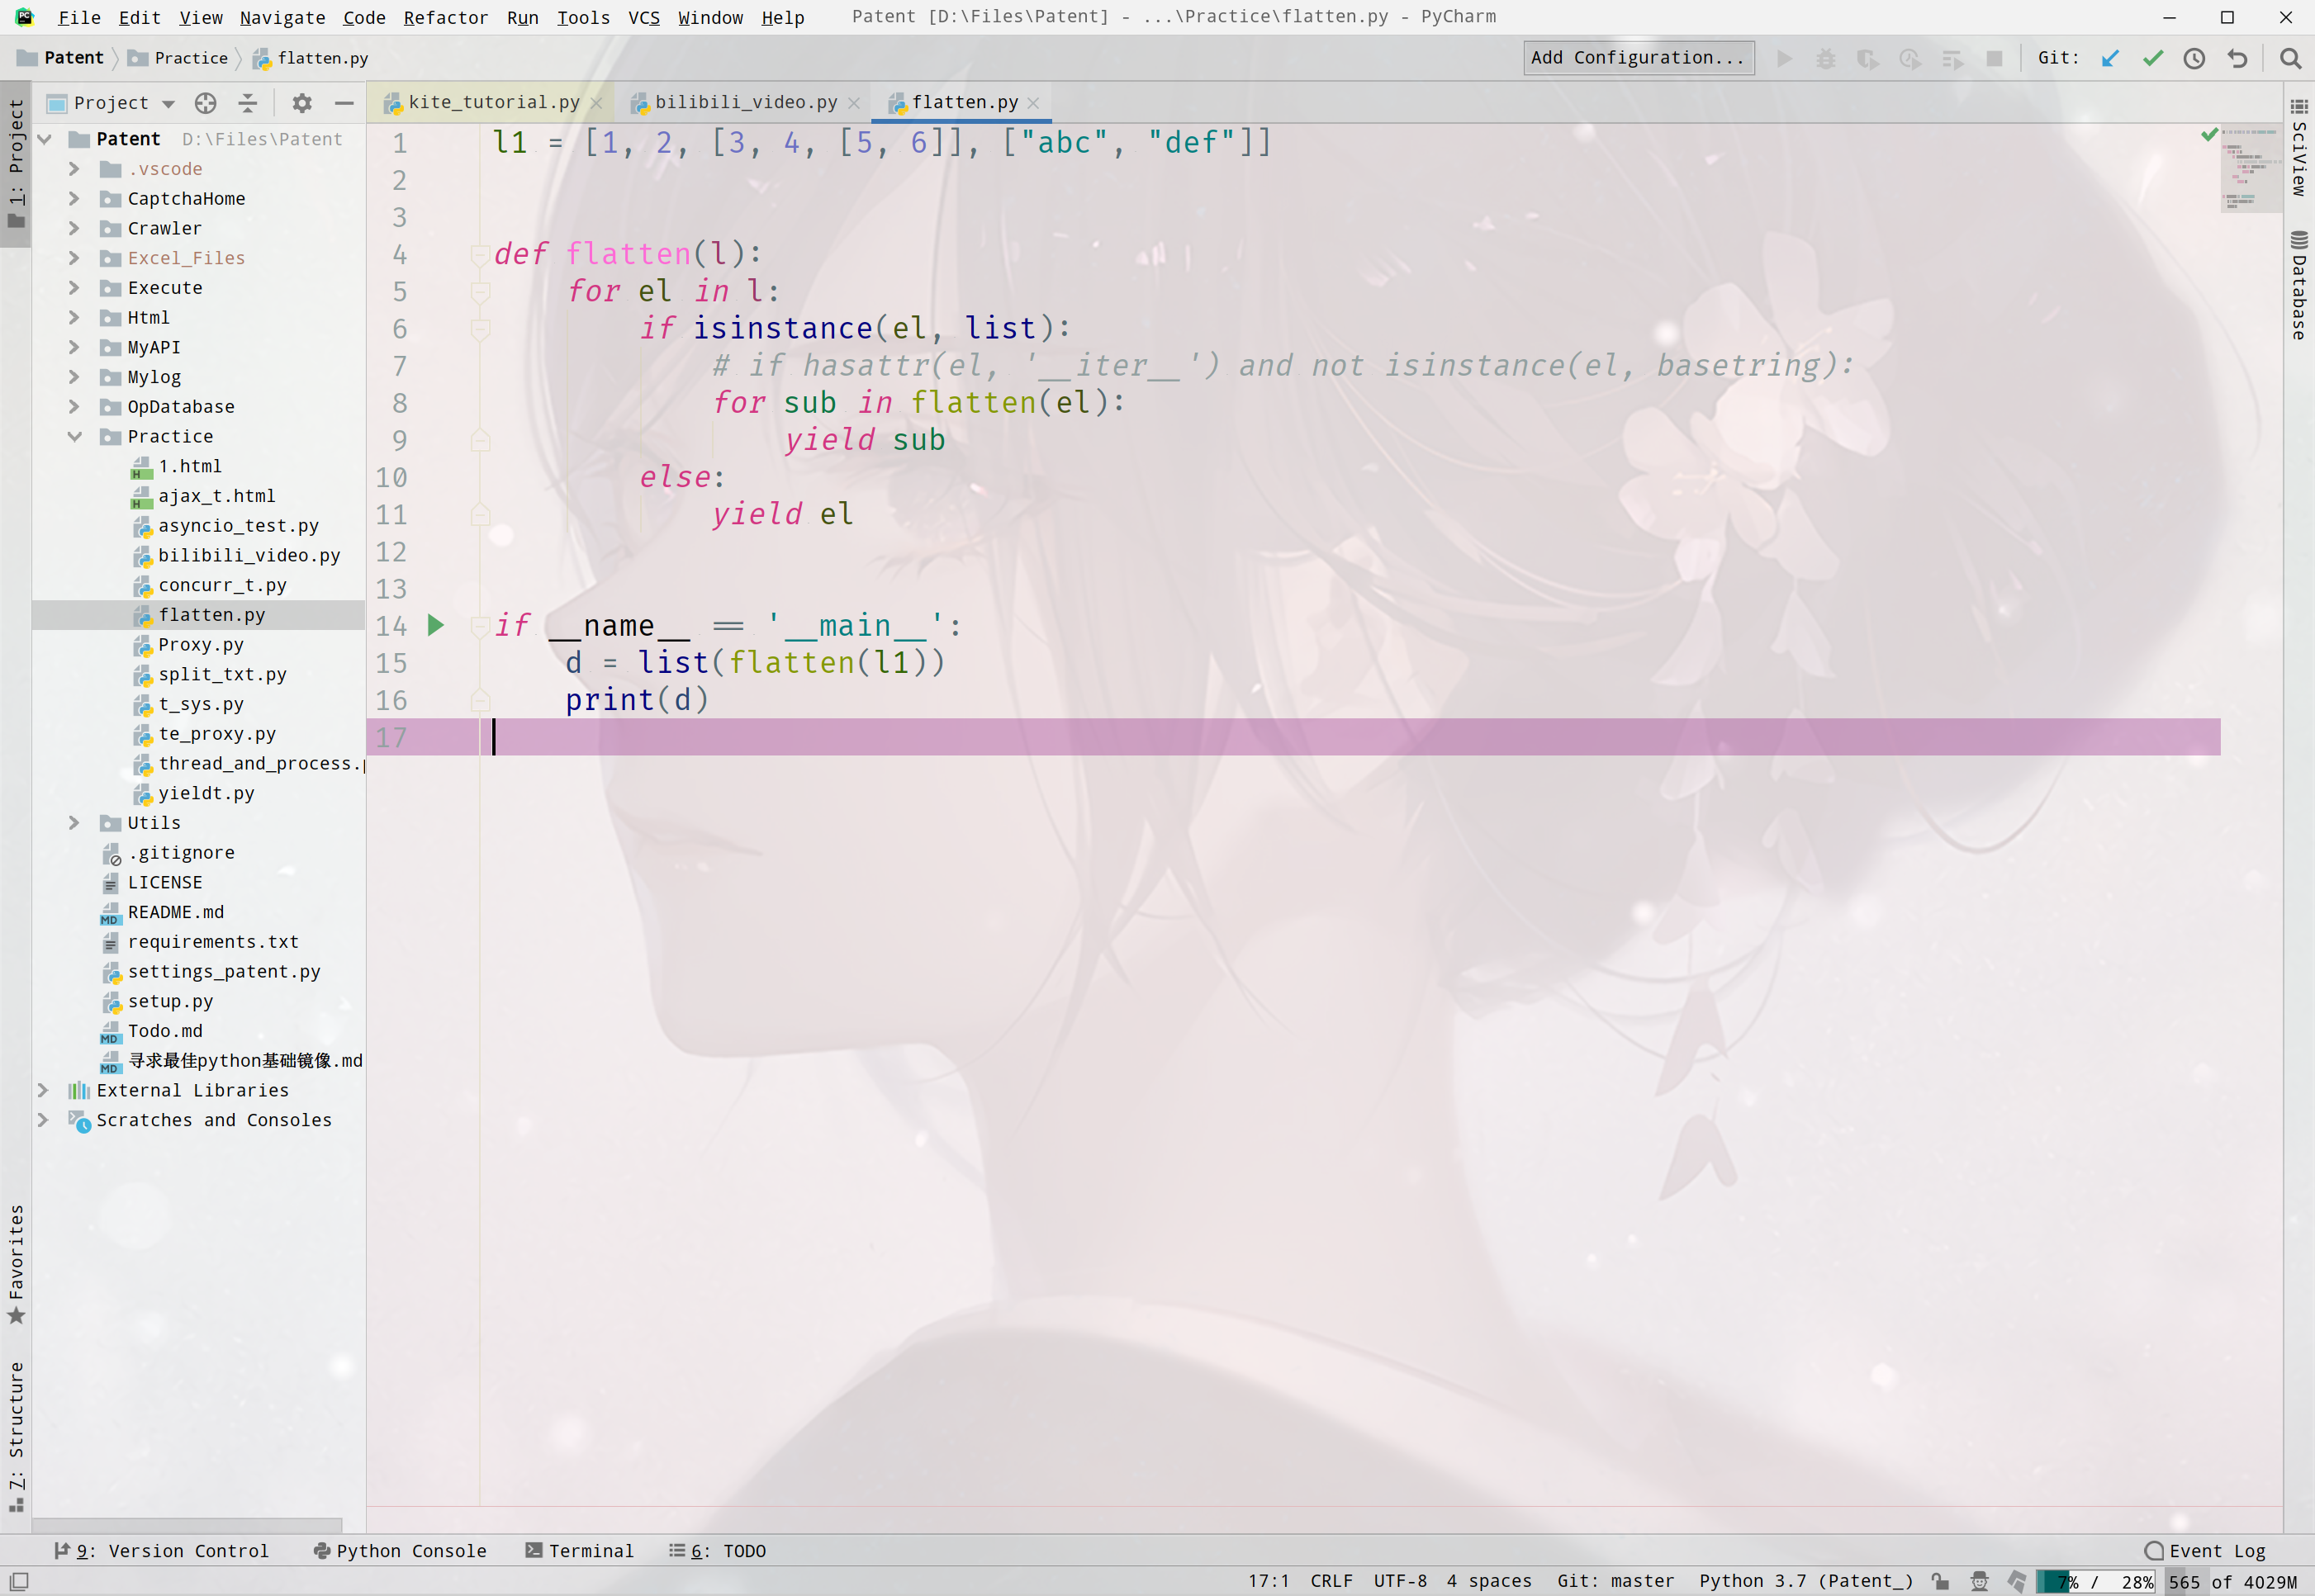 File Edit View Navigate Code Refactor Run Tools VCS Window Help Patent [D:\Files\Patent] - ...\Practice\flatten.py - PyCharm
Patent Practice flatten.py Add Configuration... Git:
Project kite_tutorial.py bilibili_video.py flatten.py
1: Project
Patent D:\Files\Patent
.vscode
CaptchaHome
Crawler
Excel_Files
Execute
Html
MyAPI
Mylog
OpDatabase
Practice
1.html
ajax_t.html
asyncio_test.py
bilibili_video.py
concurr_t.py
flatten.py
Proxy.py
split_txt.py
t_sys.py
te_proxy.py
thread_and_process.p
yieldt.py
Utils
.gitignore
LICENSE
README.md
requirements.txt
settings_patent.py
setup.py
Todo.md
寻求最佳python基础镜像.md
External Libraries
Scratches and Consoles
Favorites
7: Structure
1 l1 = [1, 2, [3, 4, [5, 6]], ["abc", "def"]]
2
3
4 def flatten(l):
5     for el in l:
6         if isinstance(el, list):
7             # if hasattr(el, '__iter__') and not isinstance(el, basetring):
8             for sub in flatten(el):
9                 yield sub
10         else:
11             yield el
12
13
14 if __name__ == '__main__':
15     d = list(flatten(l1))
16     print(d)
17
SciView
Database
9: Version Control Python Console Terminal 6: TODO Event Log
17:1 CRLF UTF-8 4 spaces Git: master Python 3.7 (Patent_) 7% / 28% 565 of 4029M